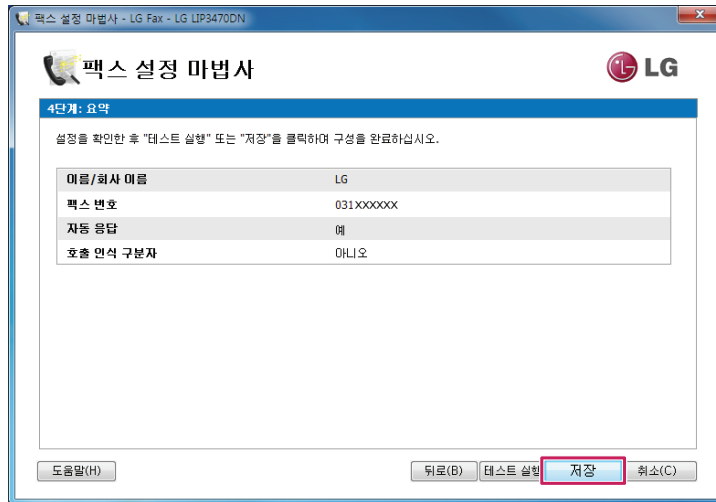 팩스 설정 마법사 - LG Fax - LG LIP3470DN
팩스 설정 마법사
LG
4단계: 요약
설정을 확인한 후 "테스트 실행" 또는 "저장"을 클릭하여 구성을 완료하십시오.
이름/회사 이름 LG
팩스 번호 031XXXXXX
자동 응답 예
호출 인식 구분자 아니오
도움말(H) 뒤로(B) 테스트 실행 저장 취소(C)